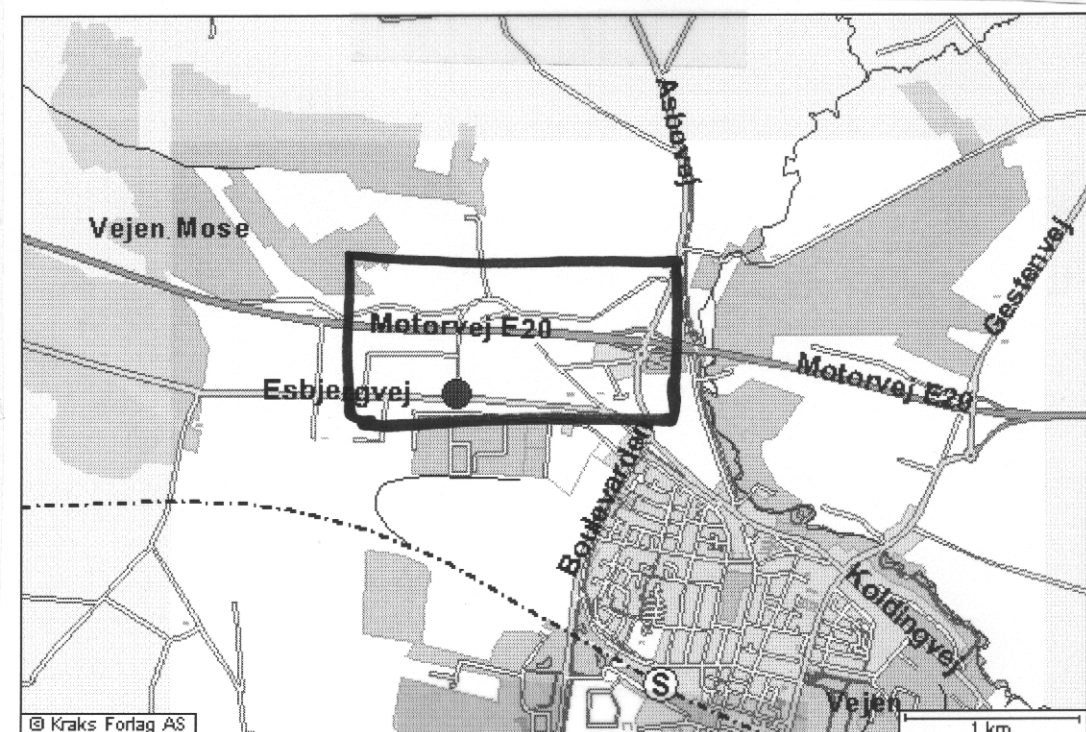 Asbovej
Vejen Mose
Gestenvej
Motorvej E20
Motorvej E20
Esbjergvej
Boulevarden
Koldingvej
S
Vejen
© Kraks Forlag AS
1 km